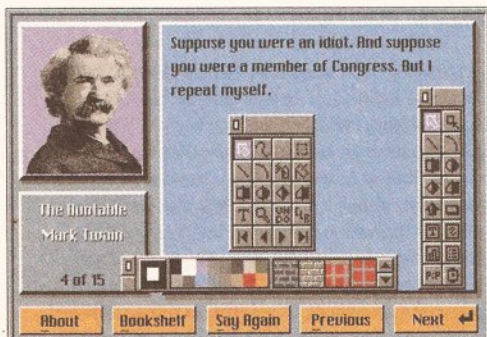 Suppose you were an idiot. And suppose
you were a member of Congress. But I
repeat myself.
The Quotable
Mark Twain
4 of 15
T
P:P
About
Bookshelf
Say Again
Previous
Next